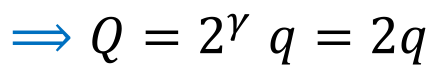 ⟹ Q = 2^γ q = 2q